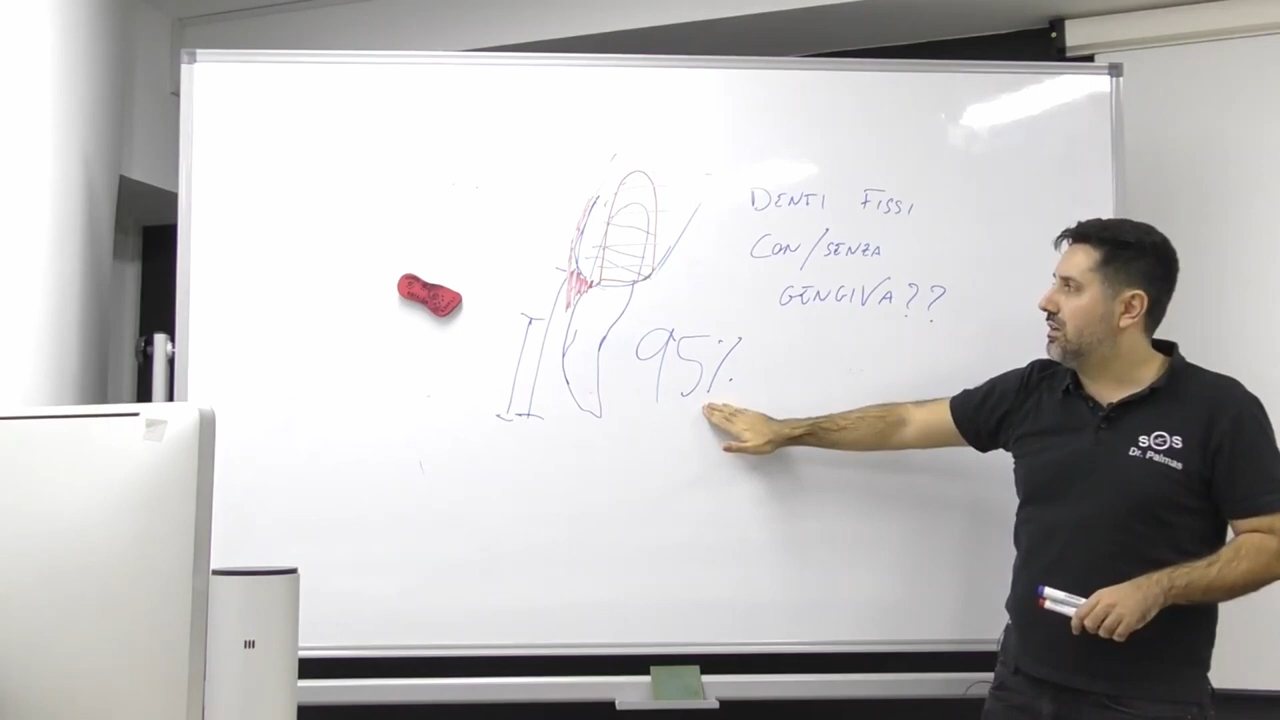 DENTI FISSI
CON/SENZA
GENGIVA??
95%
SOS
Dr. Palmas